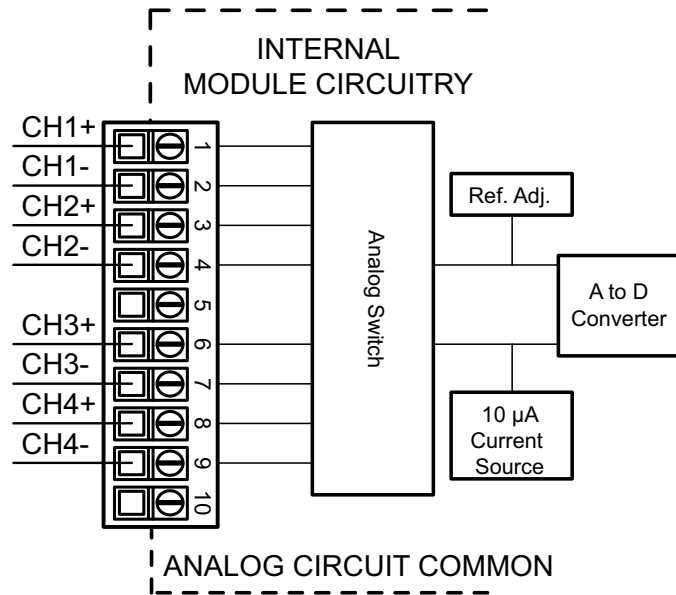 INTERNAL
MODULE CIRCUITRY
CH1+
1
CH1-
2
CH2+
3
CH2-
4
5
CH3+
6
CH3-
7
CH4+
8
CH4-
9
10
Analog Switch
Ref. Adj.
A to D
Converter
10 µA
Current
Source
ANALOG CIRCUIT COMMON